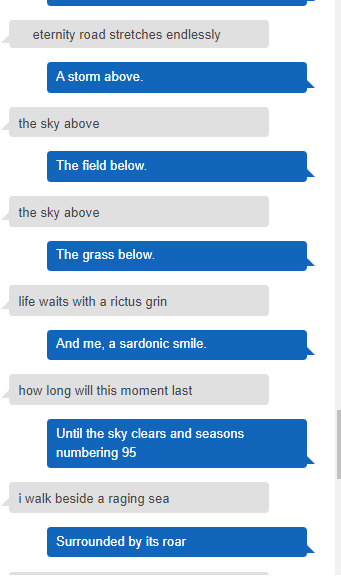 eternity road stretches endlessly
A storm above.
the sky above
The field below.
the sky above
The grass below.
life waits with a rictus grin
And me, a sardonic smile.
how long will this moment last
Until the sky clears and seasons
numbering 95
i walk beside a raging sea
Surrounded by its roar